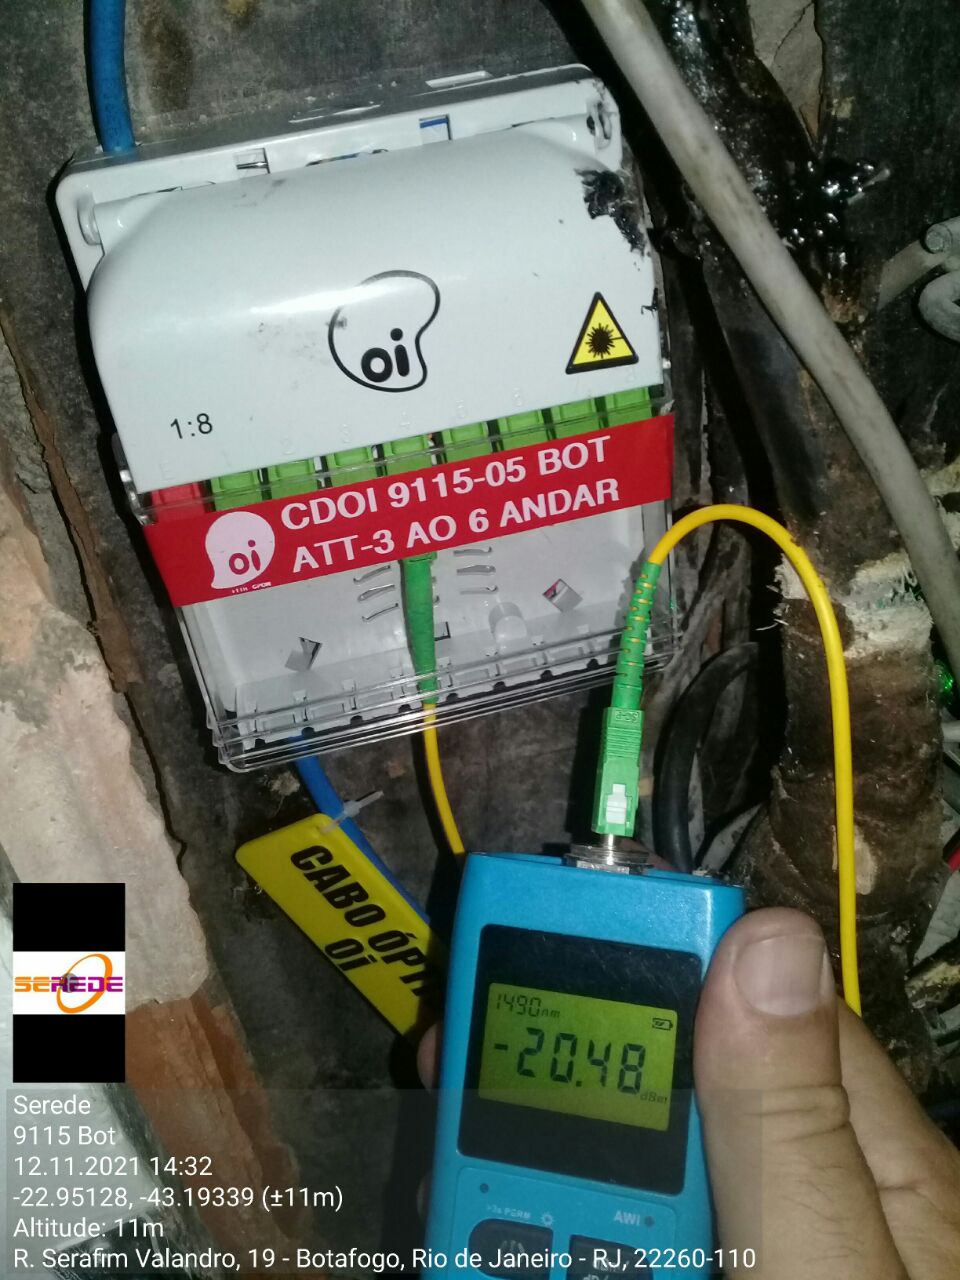 oi
1:8
CDOI 9115-05 BOT
oi
ATT-3 AO 6 ANDAR
CABO ÓPT
Oi
1490nm
-20.48
dBm
AWI
SEREDE
Serede
9115 Bot
12.11.2021 14:32
-22.95128, -43.19339 (±11m)
Altitude: 11m
R. Serafim Valandro, 19 - Botafogo, Rio de Janeiro - RJ, 22260-110